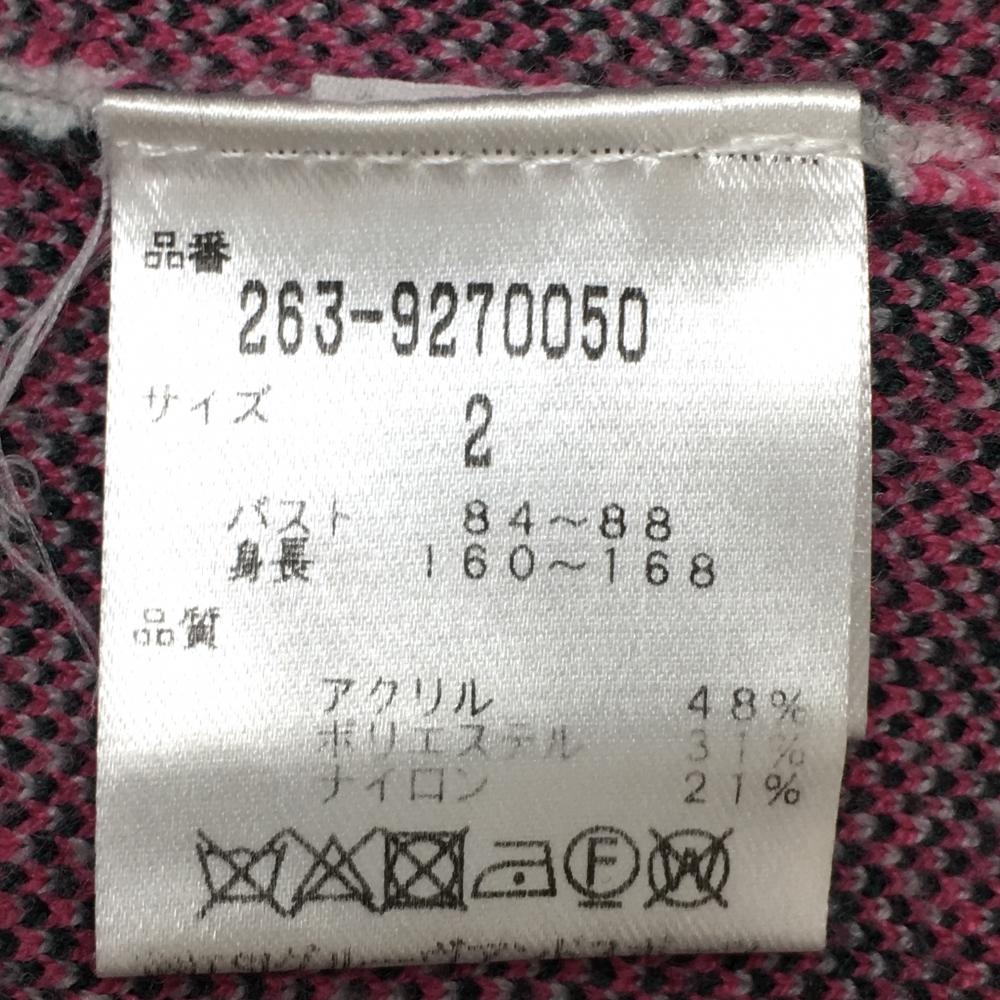 品番
263-9270050
サイズ 2
バスト 84～88
身長 160～168
品質
アクリル 48%
ポリエステル 31%
ナイロン 21%
F W